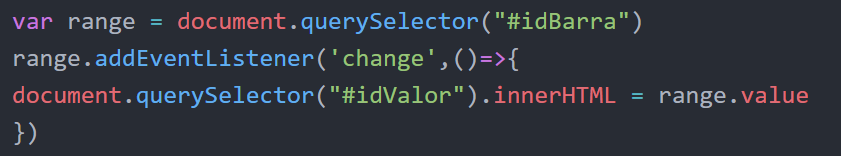 var range = document.querySelector("#idBarra")
range.addEventListener('change',()=>{
document.querySelector("#idValor").innerHTML = range.value
})